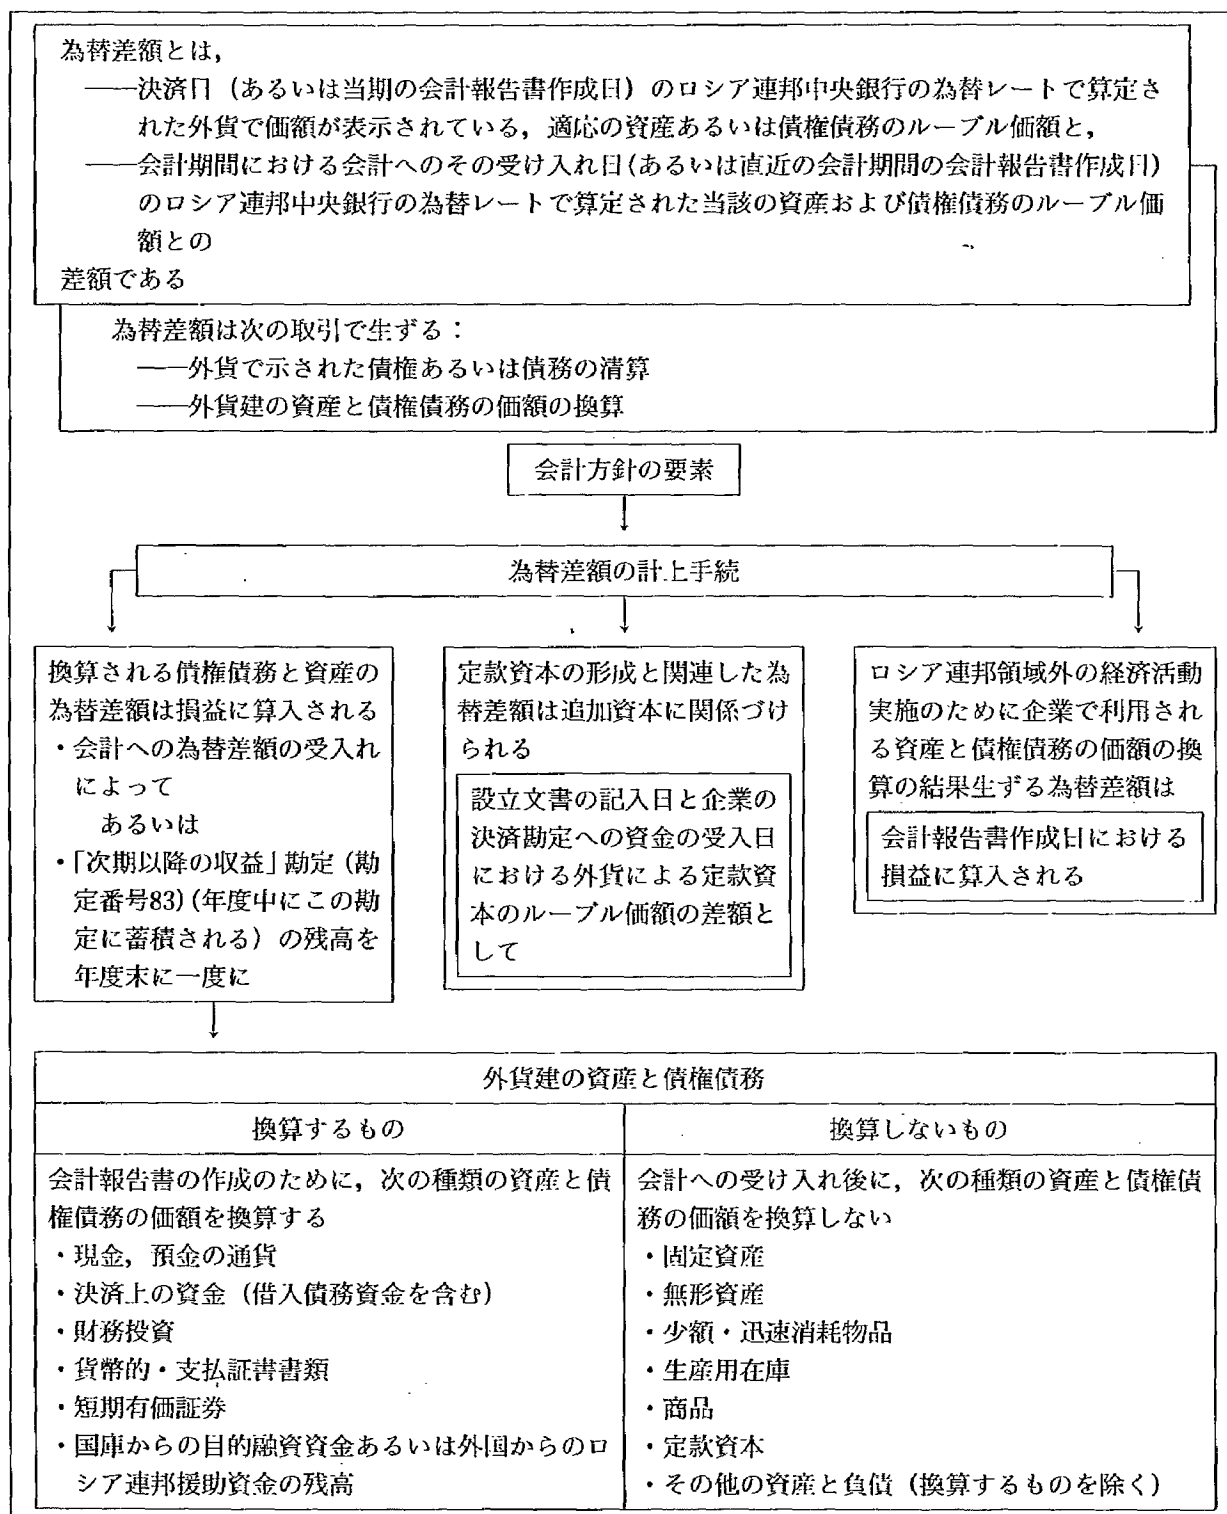 為替差額とは，
——決済日（あるいは当期の会計報告書作成日）のロシア連邦中央銀行の為替レートで算定さ
れた外貨で価額が表示されている，適応の資産あるいは債権債務のルーブル価額と，
——会計期間における会計へのその受け入れ日（あるいは直近の会計期間の会計報告書作成日）
のロシア連邦中央銀行の為替レートで算定された当該の資産および債権債務のルーブル価
額との
差額である
為替差額は次の取引で生ずる：
——外貨で示された債権あるいは債務の清算
——外貨建の資産と債権債務の価額の換算
会計方針の要素
為替差額の計上手続
換算される債権債務と資産の
為替差額は損益に算入される
・会計への為替差額の受入れ
によって
あるいは
・「次期以降の収益」勘定（勘
定番号83）（年度中にこの勘
定に蓄積される）の残高を
年度末に一度に
定款資本の形成と関連した為
替差額は追加資本に関係づけ
られる
設立文書の記入日と企業の
決済勘定への資金の受入日
における外貨による定款資
本のルーブル価額の差額と
して
ロシア連邦領域外の経済活動
実施のために企業で利用され
る資産と債権債務の価額の換
算の結果生ずる為替差額は
会計報告書作成日における
損益に算入される
外貨建の資産と債権債務
換算するもの
会計報告書の作成のために，次の種類の資産と債
権債務の価額を換算する
・現金，預金の通貨
・決済上の資金（借入債務資金を含む）
・財務投資
・貨幣的・支払証書書類
・短期有価証券
・国庫からの目的融資資金あるいは外国からのロ
シア連邦援助資金の残高
換算しないもの
会計への受け入れ後に，次の種類の資産と債権債
務の価額を換算しない
・固定資産
・無形資産
・少額・迅速消耗物品
・生産用在庫
・商品
・定款資本
・その他の資産と負債（換算するものを除く）